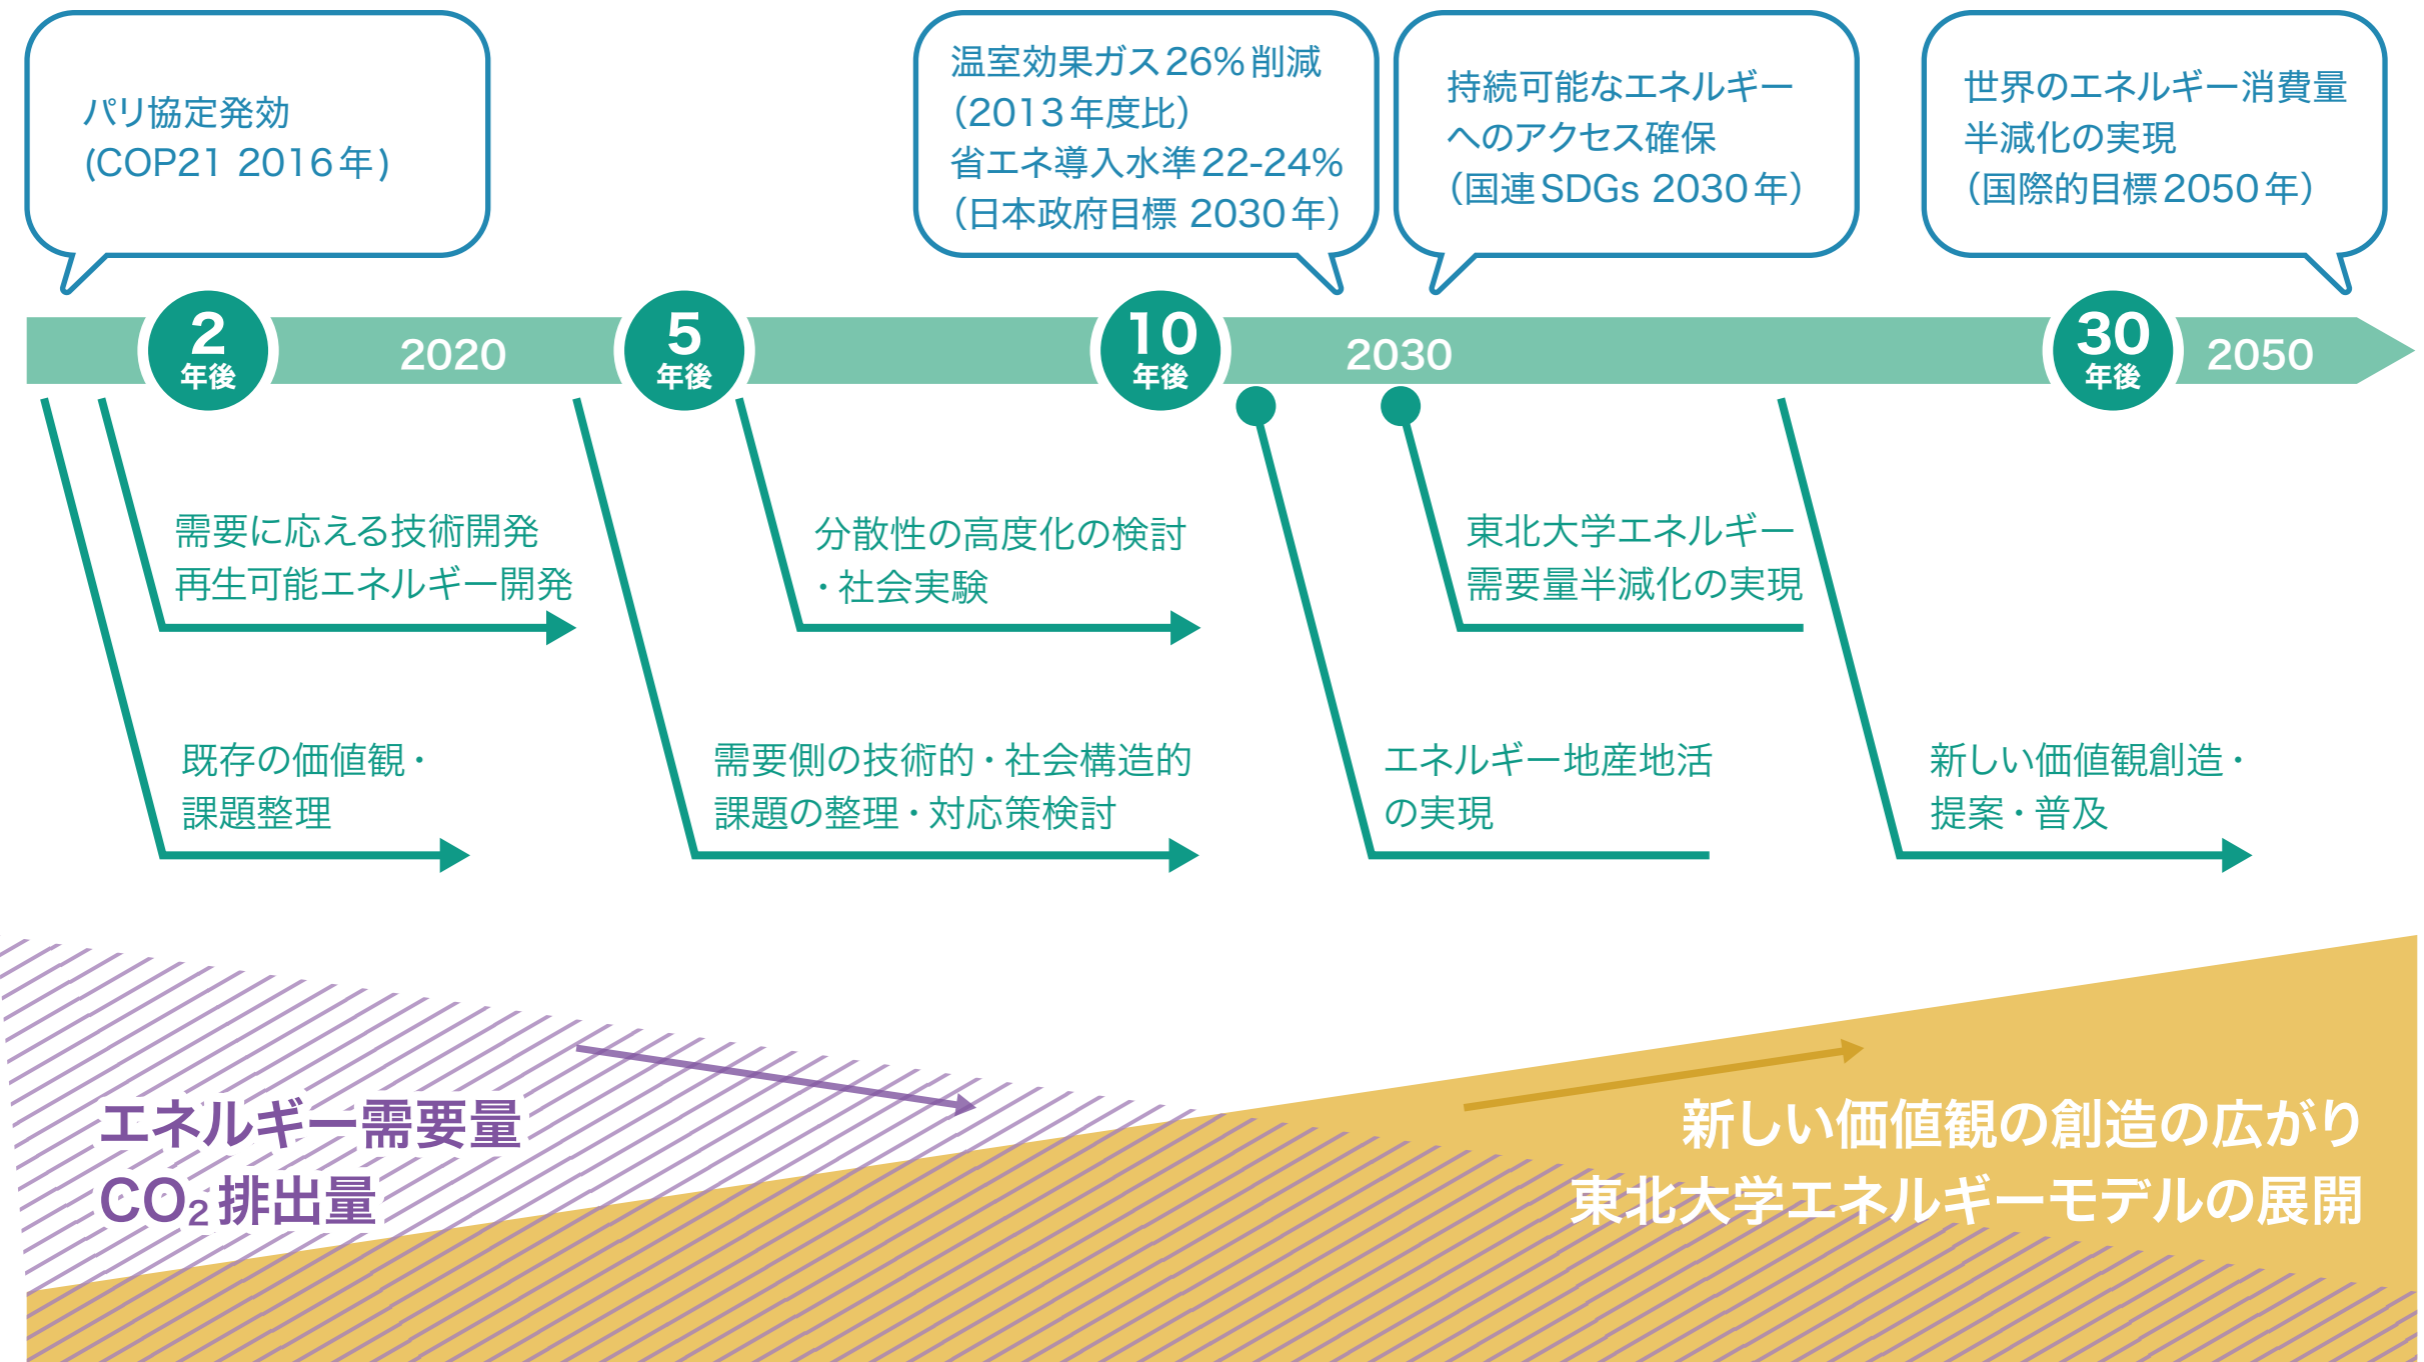 パリ協定発効
(COP21 2016年)
温室効果ガス26%削減
（2013年度比）
省エネ導入水準22-24%
（日本政府目標 2030年）
持続可能なエネルギー
へのアクセス確保
（国連SDGs 2030年）
世界のエネルギー消費量
半減化の実現
（国際的目標2050年）
2
年後
2020
5
年後
10
年後
2030
30
年後
2050
需要に応える技術開発
再生可能エネルギー開発
分散性の高度化の検討
・社会実験
東北大学エネルギー
需要量半減化の実現
既存の価値観・
課題整理
需要側の技術的・社会構造的
課題の整理・対応策検討
エネルギー地産地活
の実現
新しい価値観創造・
提案・普及
エネルギー需要量
CO₂排出量
新しい価値観の創造の広がり
東北大学エネルギーモデルの展開